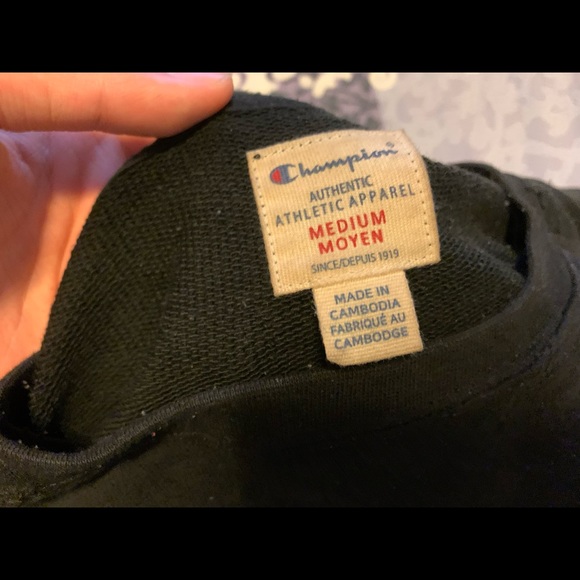 Champion
AUTHENTIC
ATHLETIC APPAREL
MEDIUM
MOYEN
SINCE/DEPUIS 1919
MADE IN
CAMBODIA
FABRIQUÉ AU
CAMBODGE